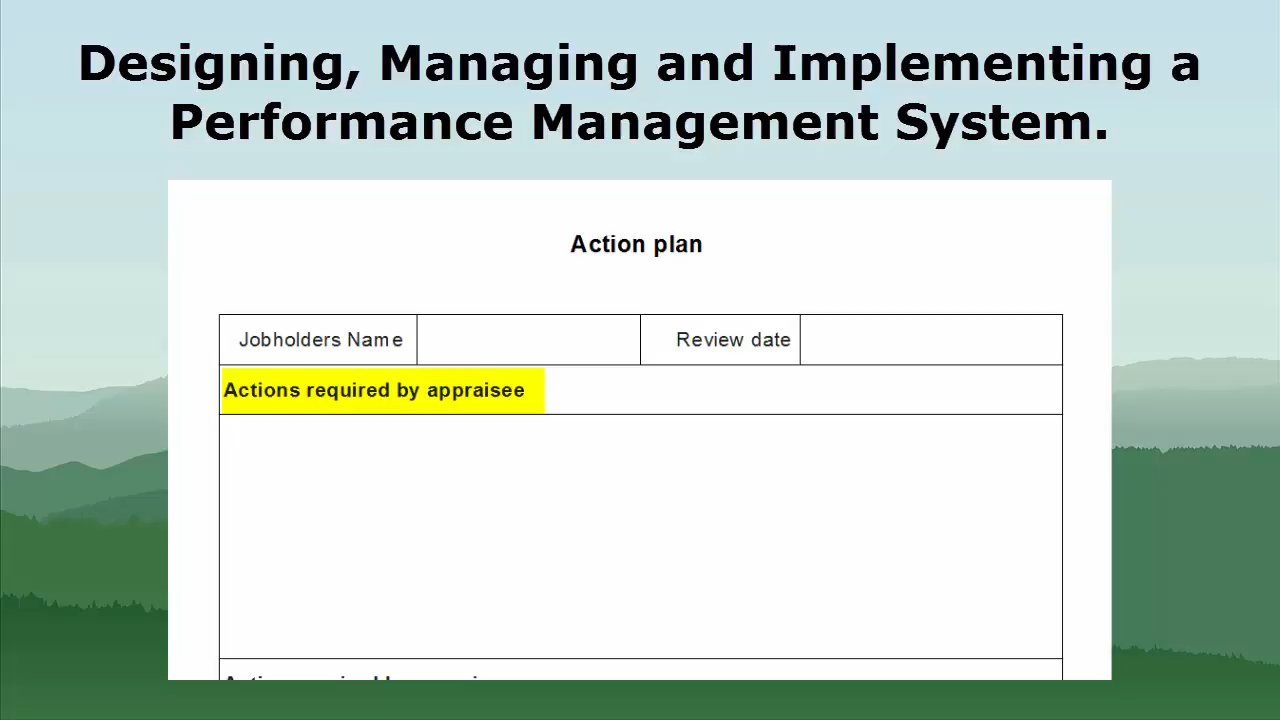 Designing, Managing and Implementing a
Performance Management System.
Action plan
Jobholders Name
Review date
Actions required by appraisee